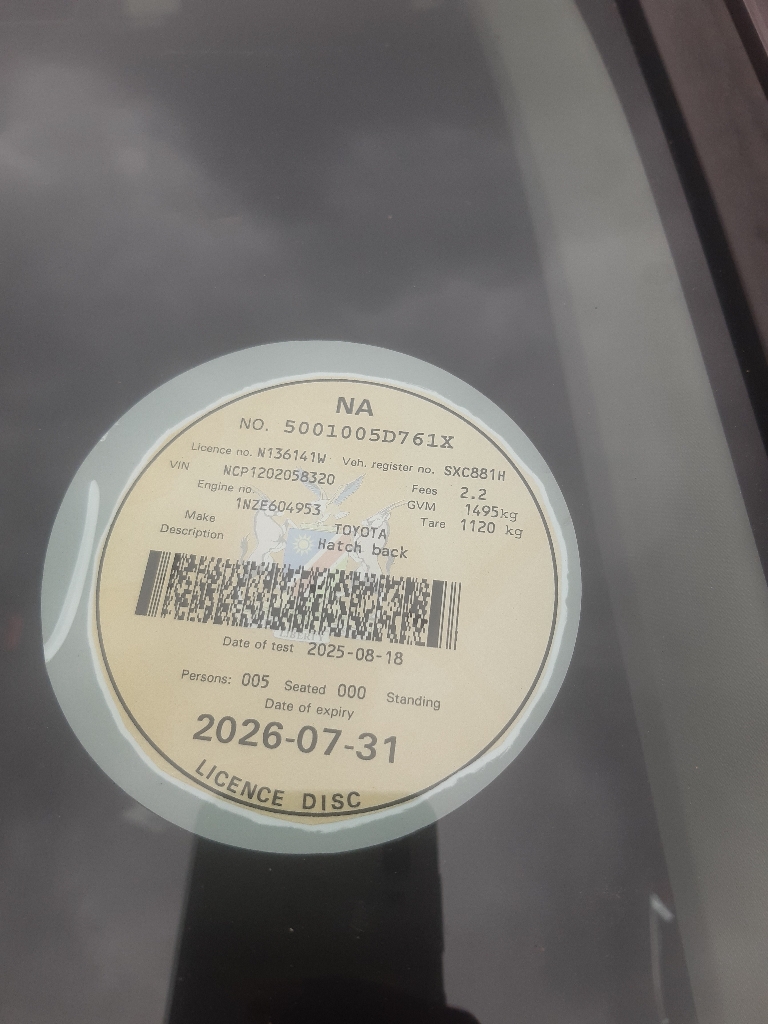 NA
NO. 5001005D761X
Licence no. N136141W Veh. register no. SXC881H
VIN NCP1202058320 Fees 2.2
Engine no. 1NZE604953 GVM 1495kg
Make TOYOTA Tare 1120 kg
Description Hatch back
LIBERTY
Date of test 2025-08-18
Persons: 005 Seated 000 Standing
Date of expiry
2026-07-31
LICENCE DISC